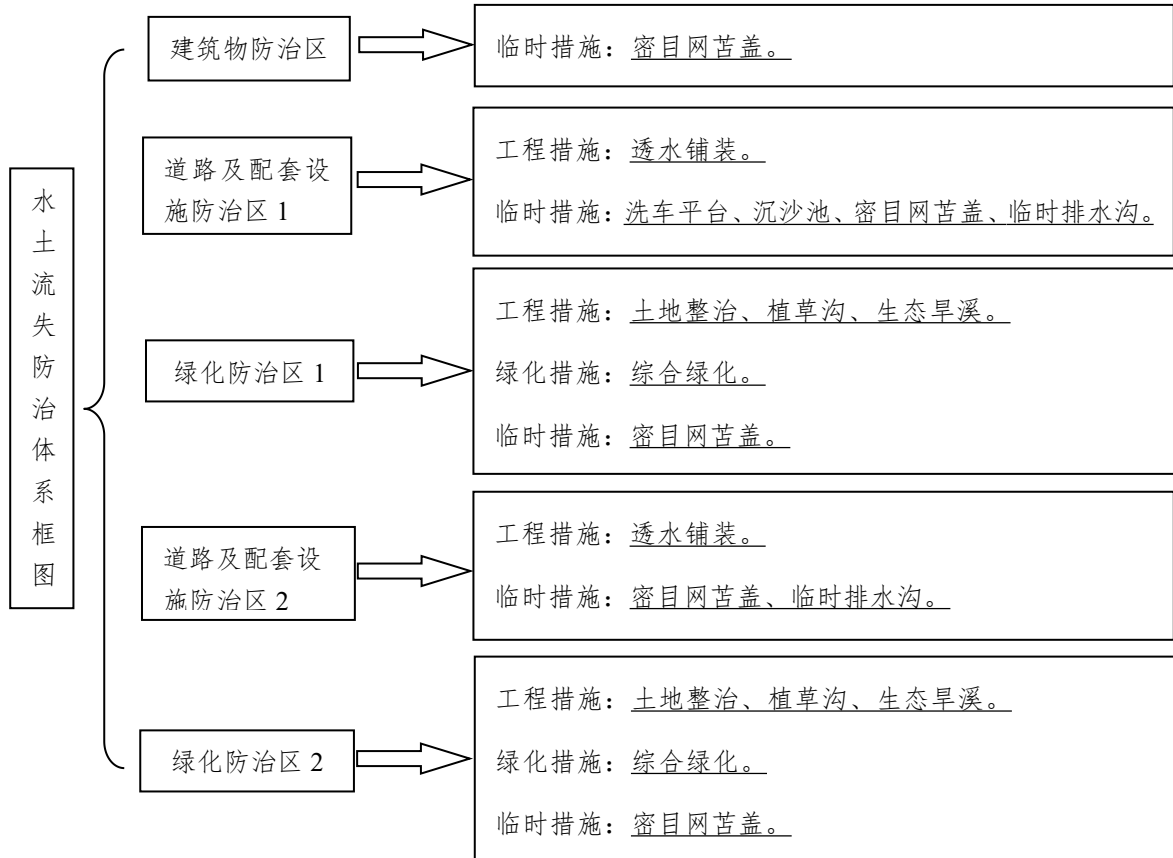 水土流失防治体系框图
建筑物防治区
临时措施：密目网苫盖。
道路及配套设
施防治区 1
工程措施：透水铺装。
临时措施：洗车平台、沉沙池、密目网苫盖、临时排水沟。
绿化防治区 1
工程措施：土地整治、植草沟、生态旱溪。
绿化措施：综合绿化。
临时措施：密目网苫盖。
道路及配套设
施防治区 2
工程措施：透水铺装。
临时措施：密目网苫盖、临时排水沟。
绿化防治区 2
工程措施：土地整治、植草沟、生态旱溪。
绿化措施：综合绿化。
临时措施：密目网苫盖。